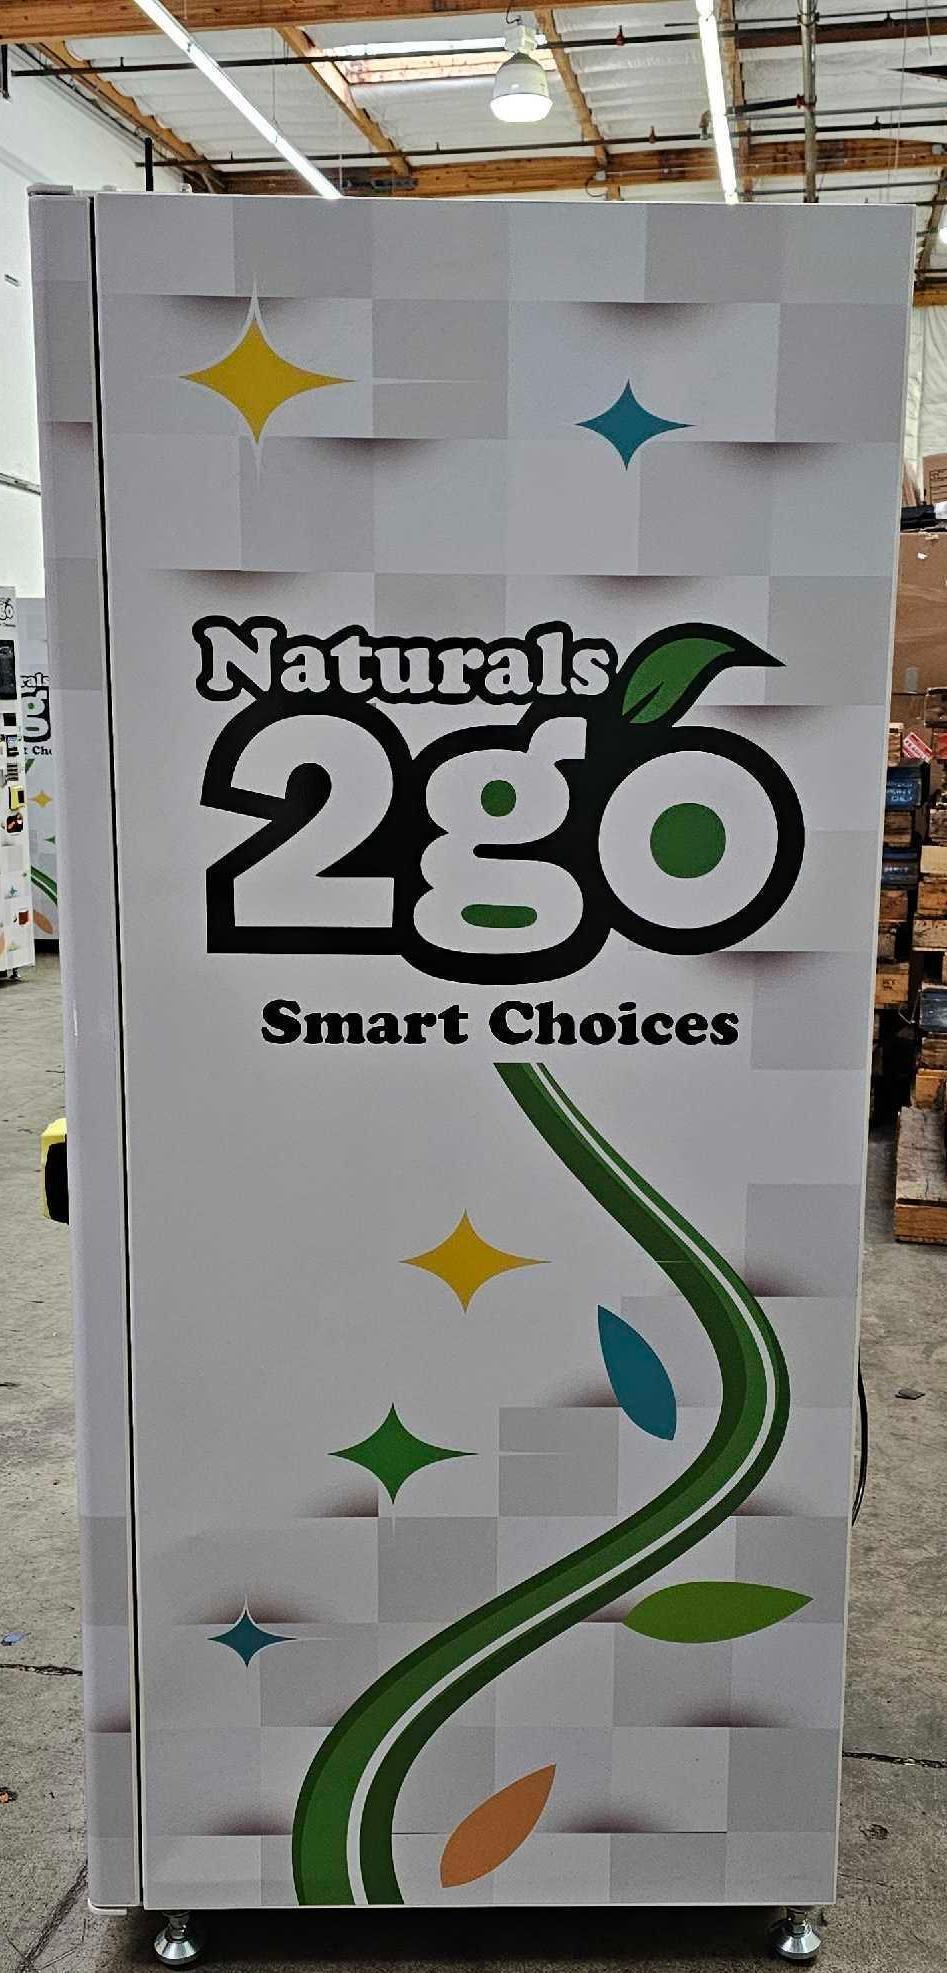 Naturals
2go
Smart Choices